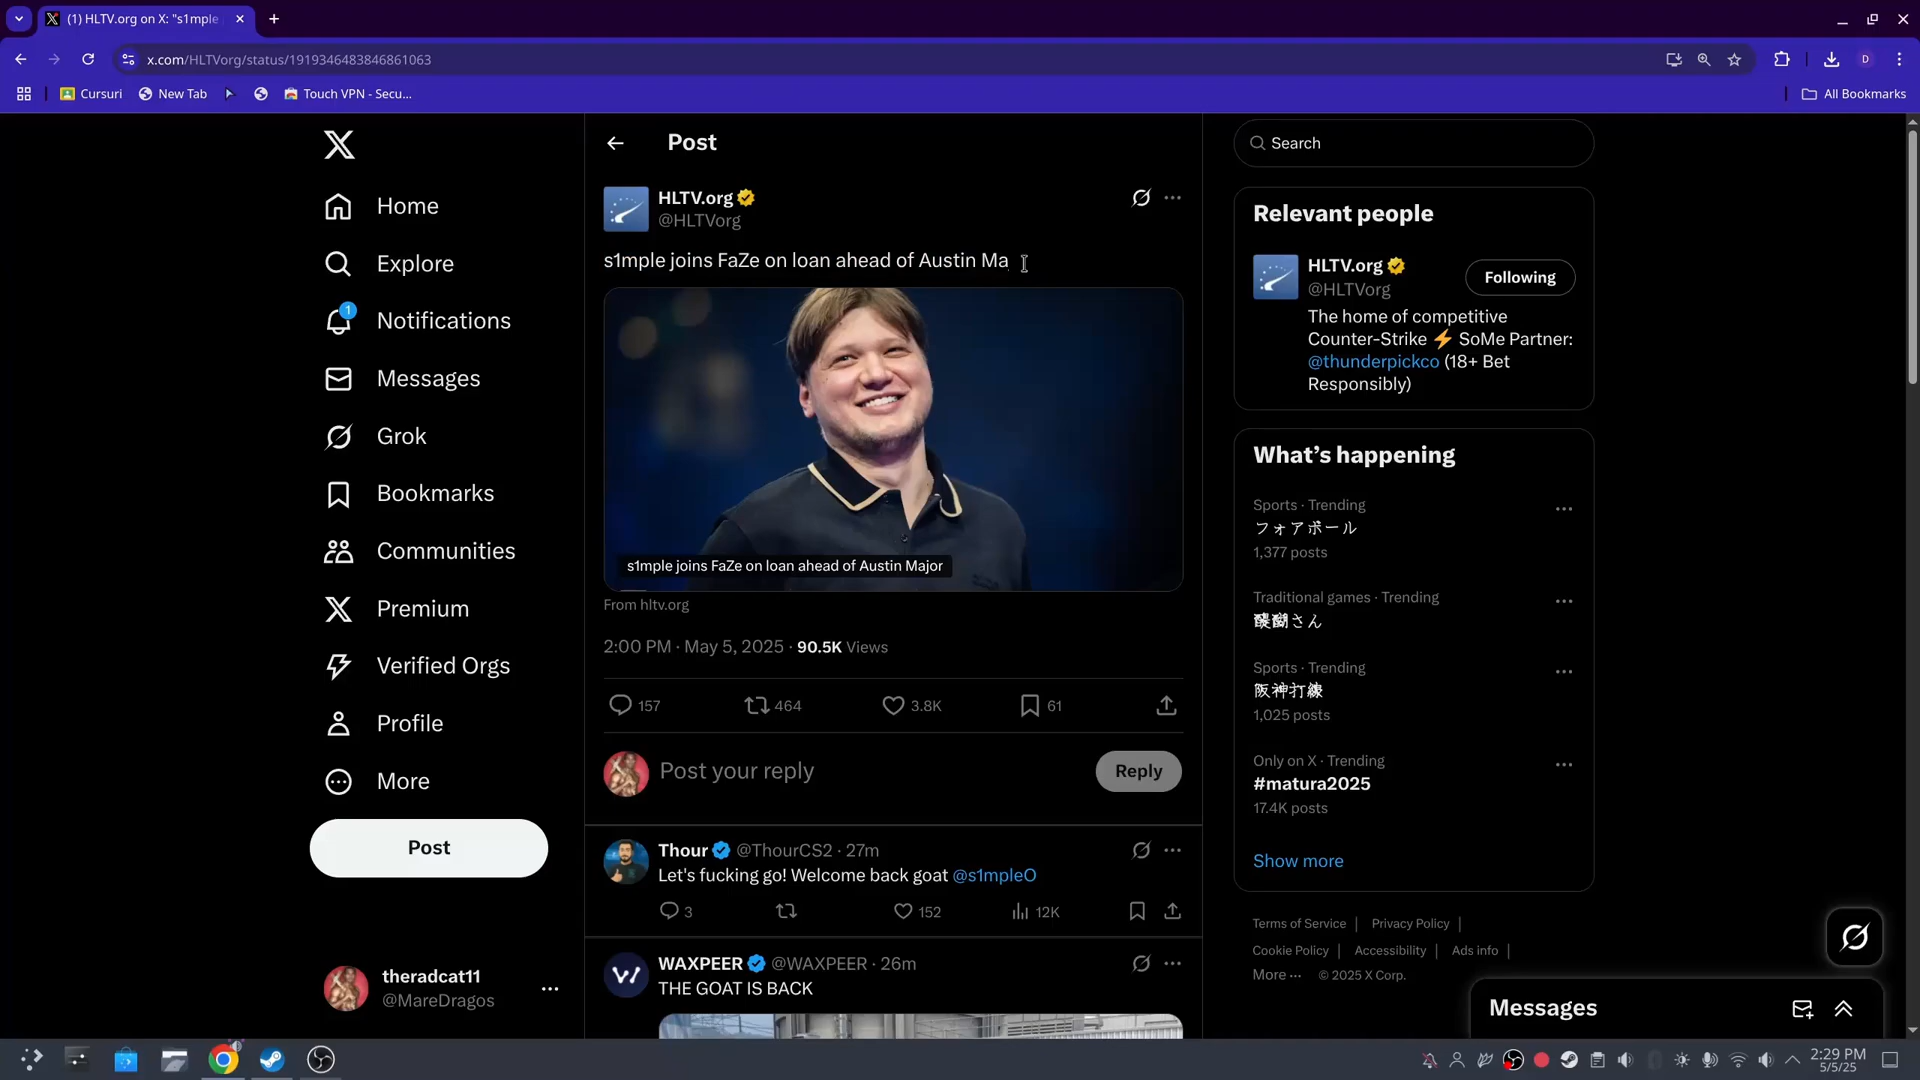 (1) HLTV.org on X: "s1mple
x.com/HLTVorg/status/1919346483846861063
D
Cursuri
New Tab
Touch VPN - Secu...
All Bookmarks
Home
Explore
1
Notifications
Messages
Grok
Bookmarks
Communities
Premium
Verified Orgs
Profile
More
Post
theradcat11
@MareDragos
Post
HLTV.org
@HLTVorg
s1mple joins FaZe on loan ahead of Austin Ma
s1mple joins FaZe on loan ahead of Austin Major
From hltv.org
2:00 PM · May 5, 2025 · 90.5K Views
157 464 3.8K 61
Post your reply
Reply
Thour @ThourCS2 · 27m
Let's fucking go! Welcome back goat @s1mpleO
3 152 12K
WAXPEER @WAXPEER · 26m
THE GOAT IS BACK
Search
Relevant people
HLTV.org
@HLTVorg
Following
The home of competitive
Counter-Strike ⚡ SoMe Partner:
@thunderpickco (18+ Bet
Responsibly)
What's happening
Sports · Trending
フォアボール
1,377 posts
Traditional games · Trending
醍醐さん
Sports · Trending
阪神打線
1,025 posts
Only on X · Trending
#matura2025
17.4K posts
Show more
Terms of Service | Privacy Policy |
Cookie Policy | Accessibility | Ads info |
More ··· © 2025 X Corp.
Messages
2:29 PM
5/5/25